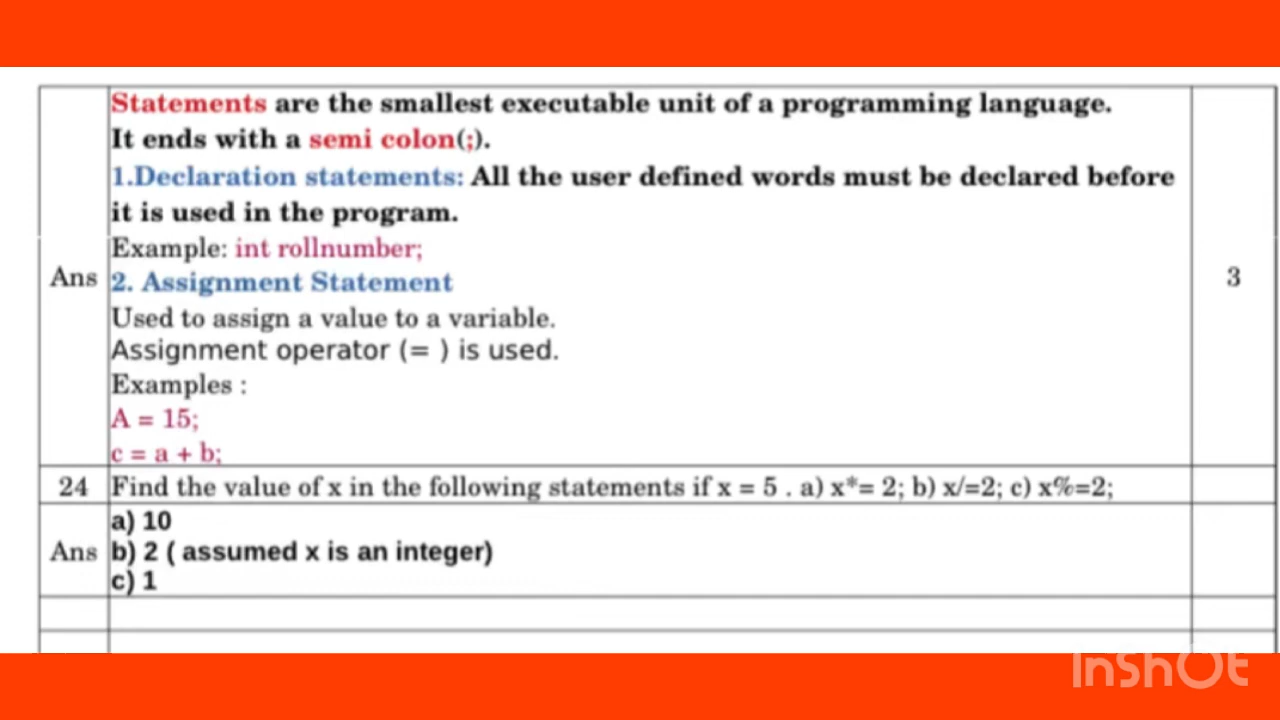 Statements are the smallest executable unit of a programming language.
It ends with a semi colon(;).
1.Declaration statements: All the user defined words must be declared before
it is used in the program.
Example: int rollnumber;
Ans
2. Assignment Statement
3
Used to assign a value to a variable.
Assignment operator (= ) is used.
Examples :
A = 15;
c = a + b;
24 Find the value of x in the following statements if x = 5 . a) x*= 2; b) x/=2; c) x%=2;
a) 10
Ans b) 2 ( assumed x is an integer)
c) 1
InShOt